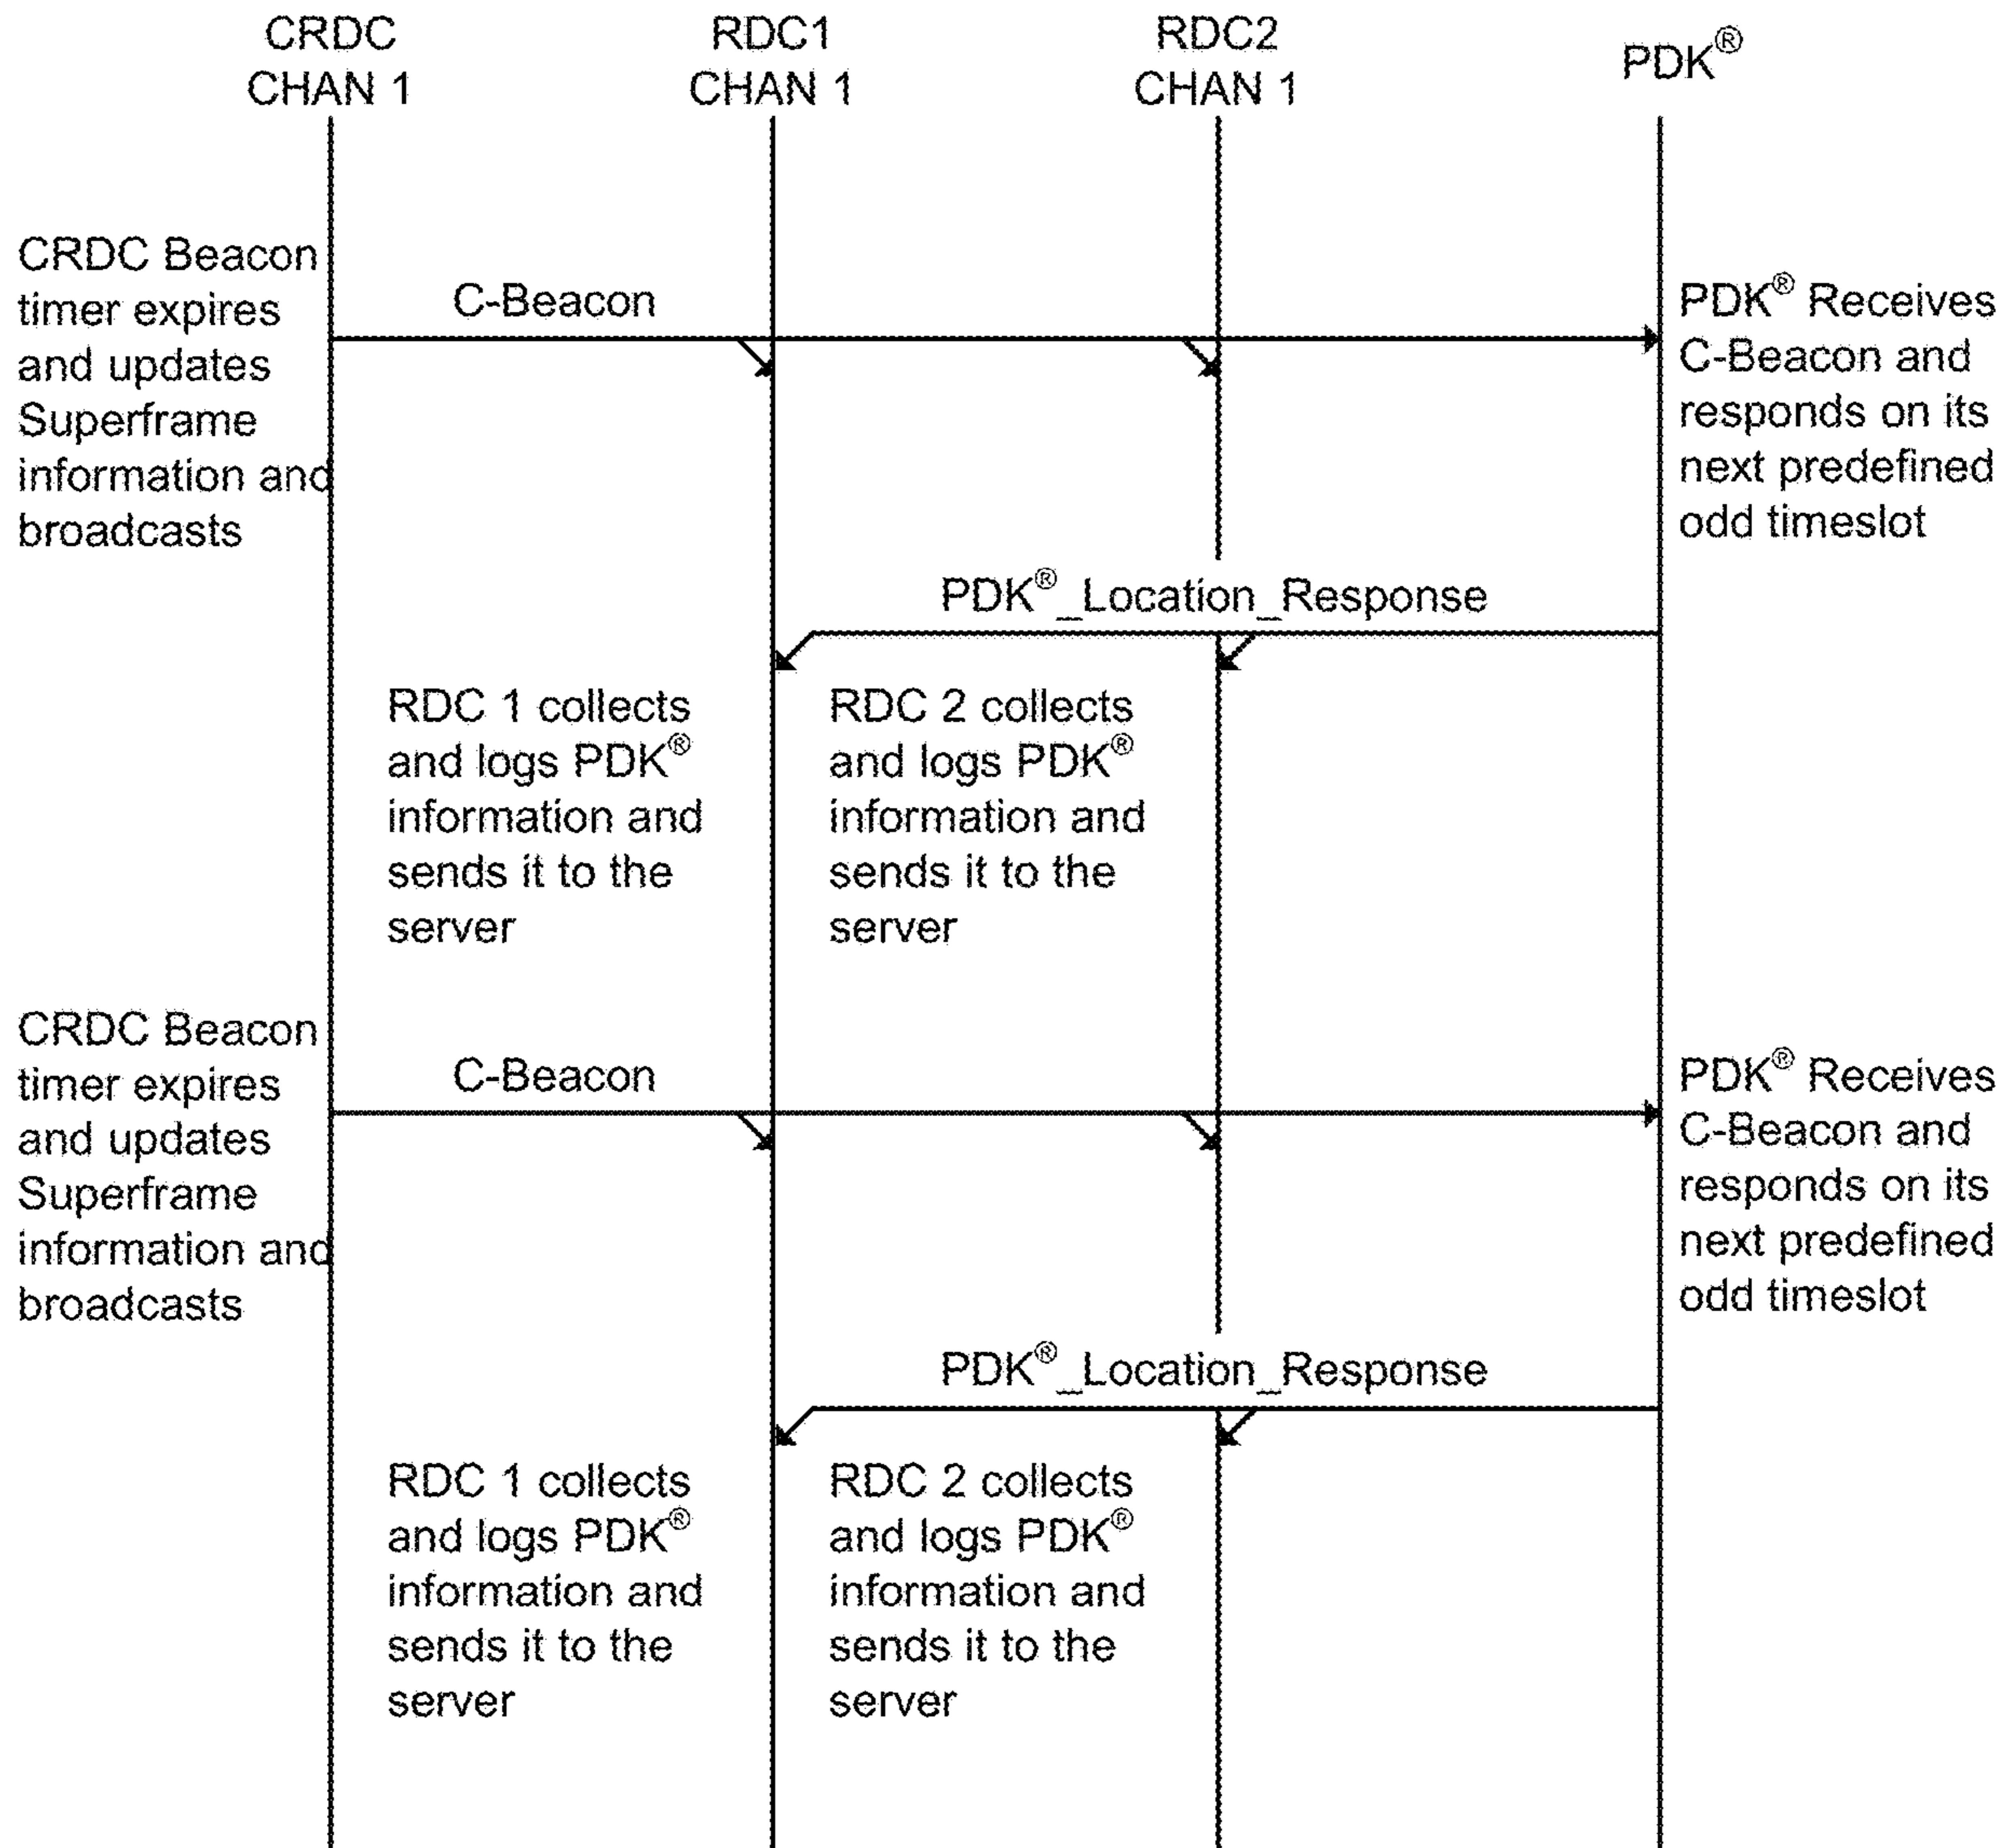 CRDC
CHAN 1
RDC1
CHAN 1
RDC2
CHAN 1
PDK®
CRDC Beacon
timer expires
and updates
Superframe
information and
broadcasts
C-Beacon
PDK® Receives
C-Beacon and
responds on its
next predefined
odd timeslot
PDK®_Location_Response
RDC 1 collects
and logs PDK®
information and
sends it to the
server
RDC 2 collects
and logs PDK®
information and
sends it to the
server
CRDC Beacon
timer expires
and updates
Superframe
information and
broadcasts
C-Beacon
PDK® Receives
C-Beacon and
responds on its
next predefined
odd timeslot
PDK®_Location_Response
RDC 1 collects
and logs PDK®
information and
sends it to the
server
RDC 2 collects
and logs PDK®
information and
sends it to the
server